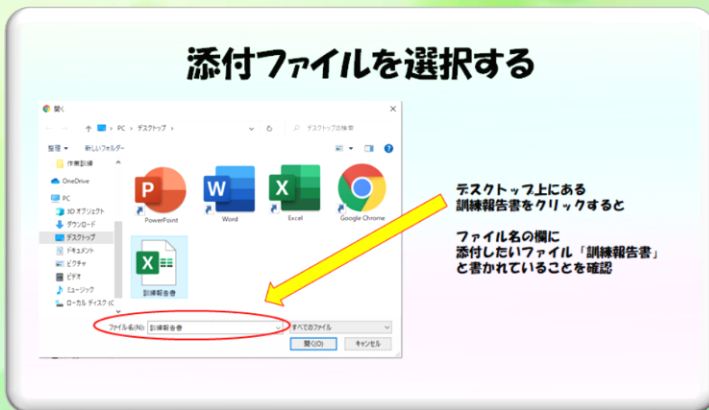 添付ファイルを選択する
開く
PC › デスクトップ ›
デスクトップの検索
整理
新しいフォルダー
作業訓練
OneDrive
PC
3D オブジェクト
ダウンロード
デスクトップ
ドキュメント
ピクチャ
ビデオ
ミュージック
ローカル ディスク (C
PowerPoint
Word
Excel
Google Chrome
訓練報告書
ファイル名(N): 訓練報告書
すべてのファイル
開く(O)
キャンセル
デスクトップ上にある
訓練報告書をクリックすると
ファイル名の欄に
添付したいファイル「訓練報告書」
と書かれていることを確認